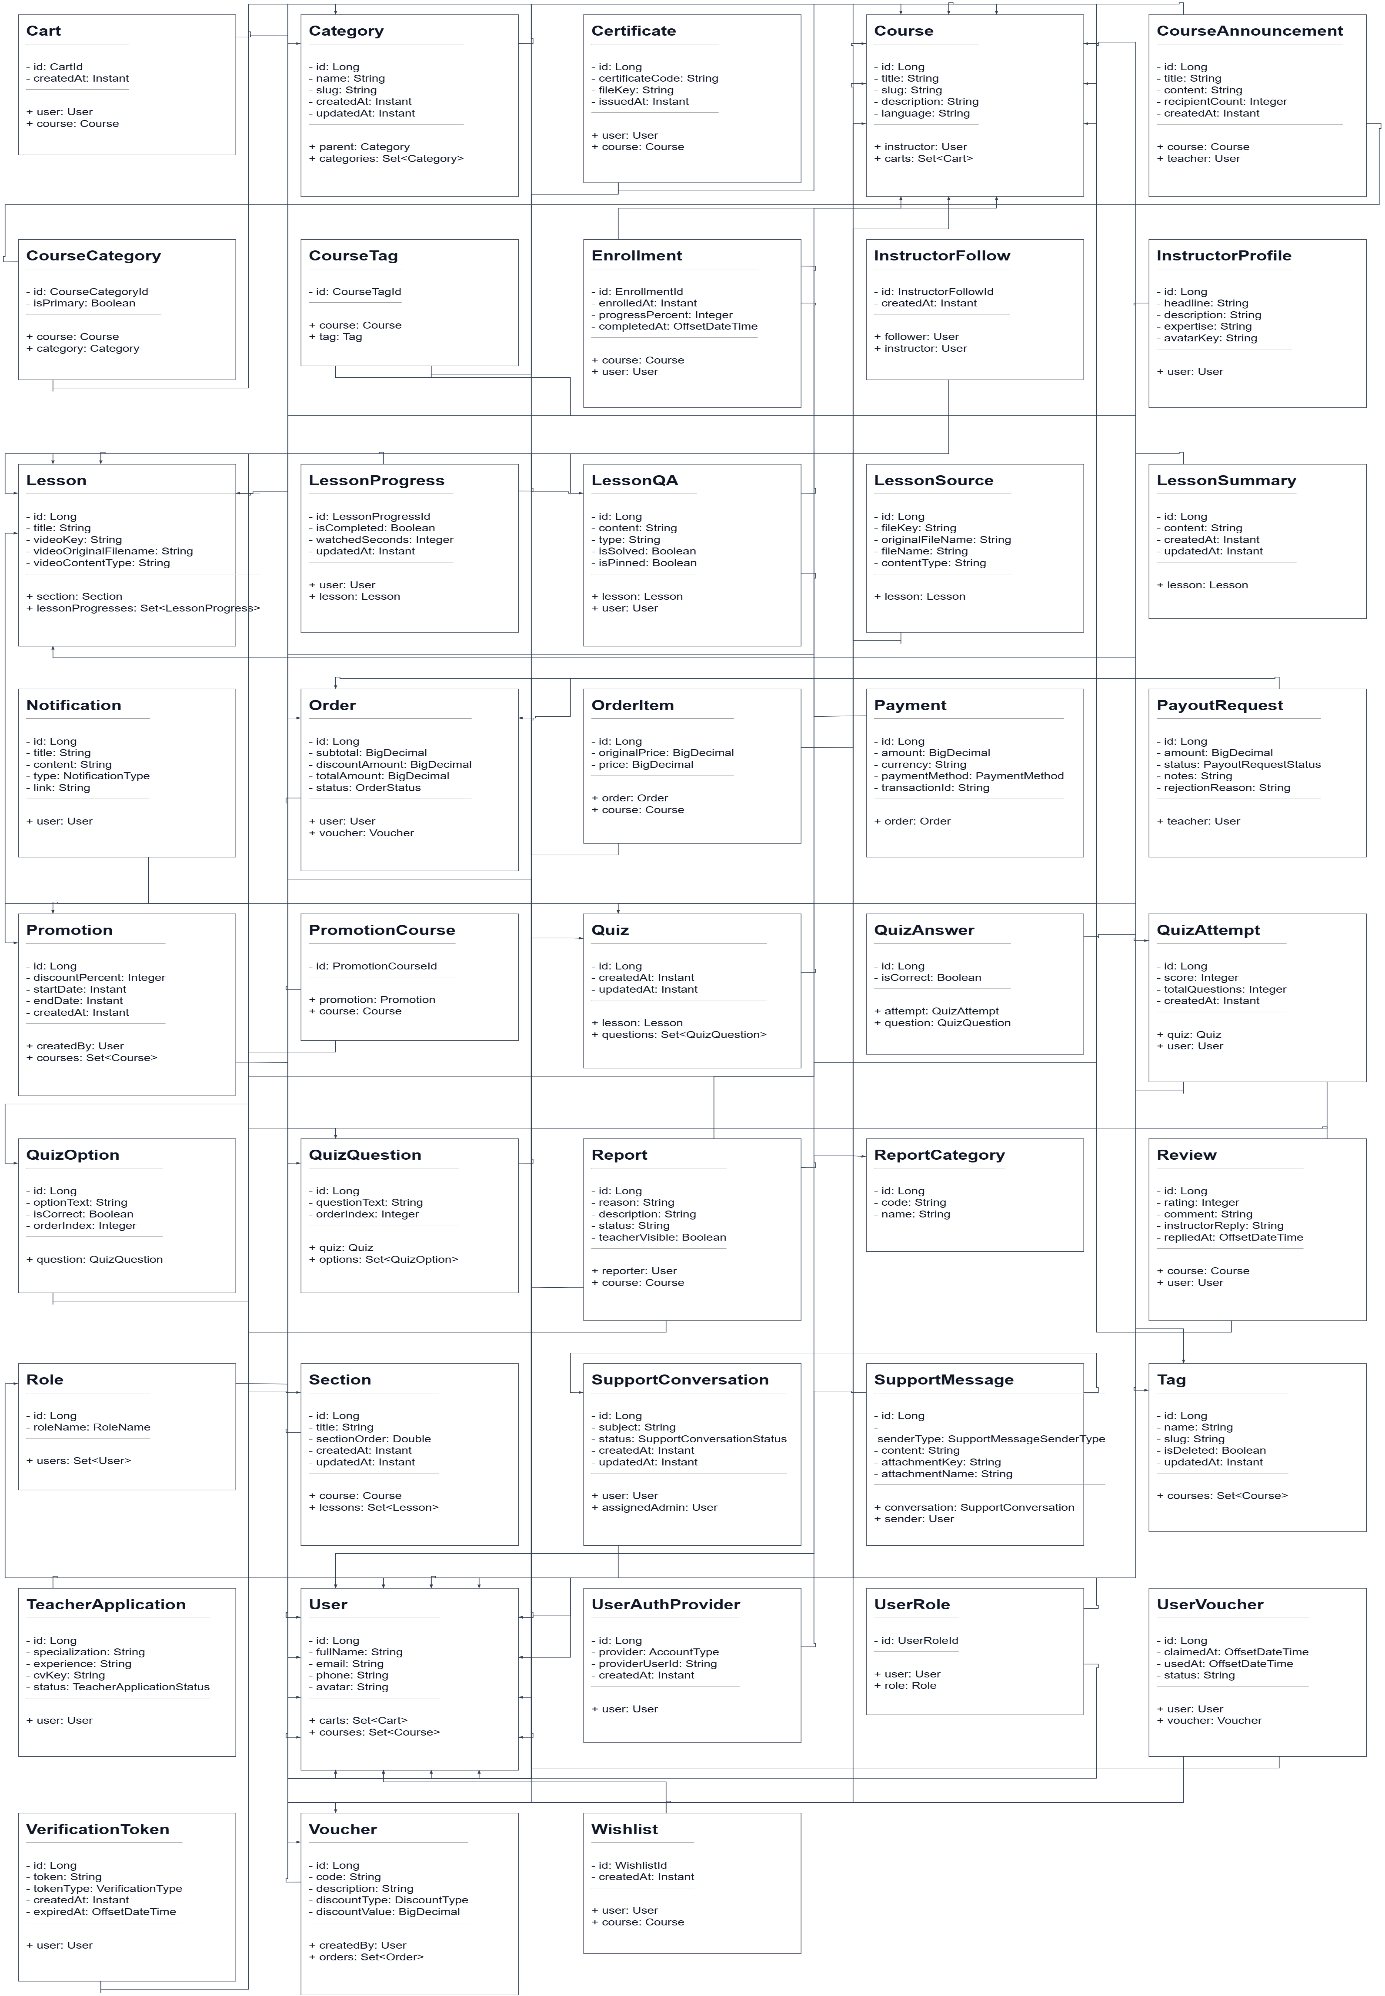 Cart
- id: CartId
- createdAt: Instant
+ user: User
+ course: Course
Category
- id: Long
- name: String
- slug: String
- createdAt: Instant
- updatedAt: Instant
+ parent: Category
+ categories: Set<Category>
Certificate
- id: Long
- certificateCode: String
- fileKey: String
- issuedAt: Instant
+ user: User
+ course: Course
Course
- id: Long
- title: String
- slug: String
- description: String
- language: String
+ instructor: User
+ carts: Set<Cart>
CourseAnnouncement
- id: Long
- title: String
- content: String
- recipientCount: Integer
- createdAt: Instant
+ course: Course
+ teacher: User
CourseCategory
- id: CourseCategoryId
- isPrimary: Boolean
+ course: Course
+ category: Category
CourseTag
- id: CourseTagId
+ course: Course
+ tag: Tag
Enrollment
- id: EnrollmentId
- enrolledAt: Instant
- progressPercent: Integer
- completedAt: OffsetDateTime
+ course: Course
+ user: User
InstructorFollow
- id: InstructorFollowId
- createdAt: Instant
+ follower: User
+ instructor: User
InstructorProfile
- id: Long
- headline: String
- description: String
- expertise: String
- avatarKey: String
+ user: User
Lesson
- id: Long
- title: String
- videoKey: String
- videoOriginalFilename: String
- videoContentType: String
+ section: Section
+ lessonProgresses: Set<LessonProgress>
LessonProgress
- id: LessonProgressId
- isCompleted: Boolean
- watchedSeconds: Integer
- updatedAt: Instant
+ user: User
+ lesson: Lesson
LessonQA
- id: Long
- content: String
- type: String
- isSolved: Boolean
- isPinned: Boolean
+ lesson: Lesson
+ user: User
LessonSource
- id: Long
- fileKey: String
- originalFileName: String
- fileName: String
- contentType: String
+ lesson: Lesson
LessonSummary
- id: Long
- content: String
- createdAt: Instant
- updatedAt: Instant
+ lesson: Lesson
Notification
- id: Long
- title: String
- content: String
- type: NotificationType
- link: String
+ user: User
Order
- id: Long
- subtotal: BigDecimal
- discountAmount: BigDecimal
- totalAmount: BigDecimal
- status: OrderStatus
+ user: User
+ voucher: Voucher
OrderItem
- id: Long
- originalPrice: BigDecimal
- price: BigDecimal
+ order: Order
+ course: Course
Payment
- id: Long
- amount: BigDecimal
- currency: String
- paymentMethod: PaymentMethod
- transactionId: String
+ order: Order
PayoutRequest
- id: Long
- amount: BigDecimal
- status: PayoutRequestStatus
- notes: String
- rejectionReason: String
+ teacher: User
Promotion
- id: Long
- discountPercent: Integer
- startDate: Instant
- endDate: Instant
- createdAt: Instant
+ createdBy: User
+ courses: Set<Course>
PromotionCourse
- id: PromotionCourseId
+ promotion: Promotion
+ course: Course
Quiz
- id: Long
- createdAt: Instant
- updatedAt: Instant
+ lesson: Lesson
+ questions: Set<QuizQuestion>
QuizAnswer
- id: Long
- isCorrect: Boolean
+ attempt: QuizAttempt
+ question: QuizQuestion
QuizAttempt
- id: Long
- score: Integer
- totalQuestions: Integer
- createdAt: Instant
+ quiz: Quiz
+ user: User
QuizOption
- id: Long
- optionText: String
- isCorrect: Boolean
- orderIndex: Integer
+ question: QuizQuestion
QuizQuestion
- id: Long
- questionText: String
- orderIndex: Integer
+ quiz: Quiz
+ options: Set<QuizOption>
Report
- id: Long
- reason: String
- description: String
- status: String
- teacherVisible: Boolean
+ reporter: User
+ course: Course
ReportCategory
- id: Long
- code: String
- name: String
Review
- id: Long
- rating: Integer
- comment: String
- instructorReply: String
- repliedAt: OffsetDateTime
+ course: Course
+ user: User
Role
- id: Long
- roleName: RoleName
+ users: Set<User>
Section
- id: Long
- title: String
- sectionOrder: Double
- createdAt: Instant
- updatedAt: Instant
+ course: Course
+ lessons: Set<Lesson>
SupportConversation
- id: Long
- subject: String
- status: SupportConversationStatus
- createdAt: Instant
- updatedAt: Instant
+ user: User
+ assignedAdmin: User
SupportMessage
- id: Long
-
senderType: SupportMessageSenderType
- content: String
- attachmentKey: String
- attachmentName: String
+ conversation: SupportConversation
+ sender: User
Tag
- id: Long
- name: String
- slug: String
- isDeleted: Boolean
- updatedAt: Instant
+ courses: Set<Course>
TeacherApplication
- id: Long
- specialization: String
- experience: String
- cvKey: String
- status: TeacherApplicationStatus
+ user: User
User
- id: Long
- fullName: String
- email: String
- phone: String
- avatar: String
+ carts: Set<Cart>
+ courses: Set<Course>
UserAuthProvider
- id: Long
- provider: AccountType
- providerUserId: String
- createdAt: Instant
+ user: User
UserRole
- id: UserRoleId
+ user: User
+ role: Role
UserVoucher
- id: Long
- claimedAt: OffsetDateTime
- usedAt: OffsetDateTime
- status: String
+ user: User
+ voucher: Voucher
VerificationToken
- id: Long
- token: String
- tokenType: VerificationType
- createdAt: Instant
- expiredAt: OffsetDateTime
+ user: User
Voucher
- id: Long
- code: String
- description: String
- discountType: DiscountType
- discountValue: BigDecimal
+ createdBy: User
+ orders: Set<Order>
Wishlist
- id: WishlistId
- createdAt: Instant
+ user: User
+ course: Course